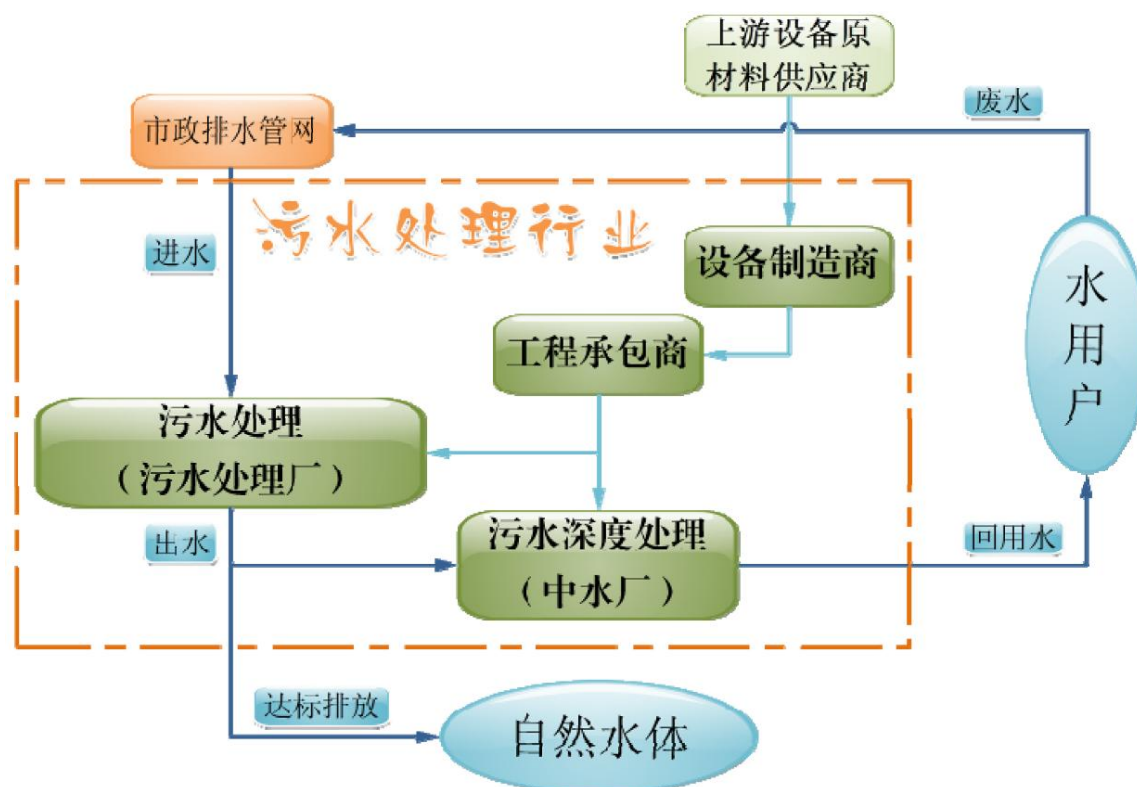 上游设备原
材料供应商
废水
市政排水管网
污水处理行业
进水
设备制造商
水用户
工程承包商
污水处理
（污水处理厂）
出水
污水深度处理
（中水厂）
回用水
达标排放
自然水体